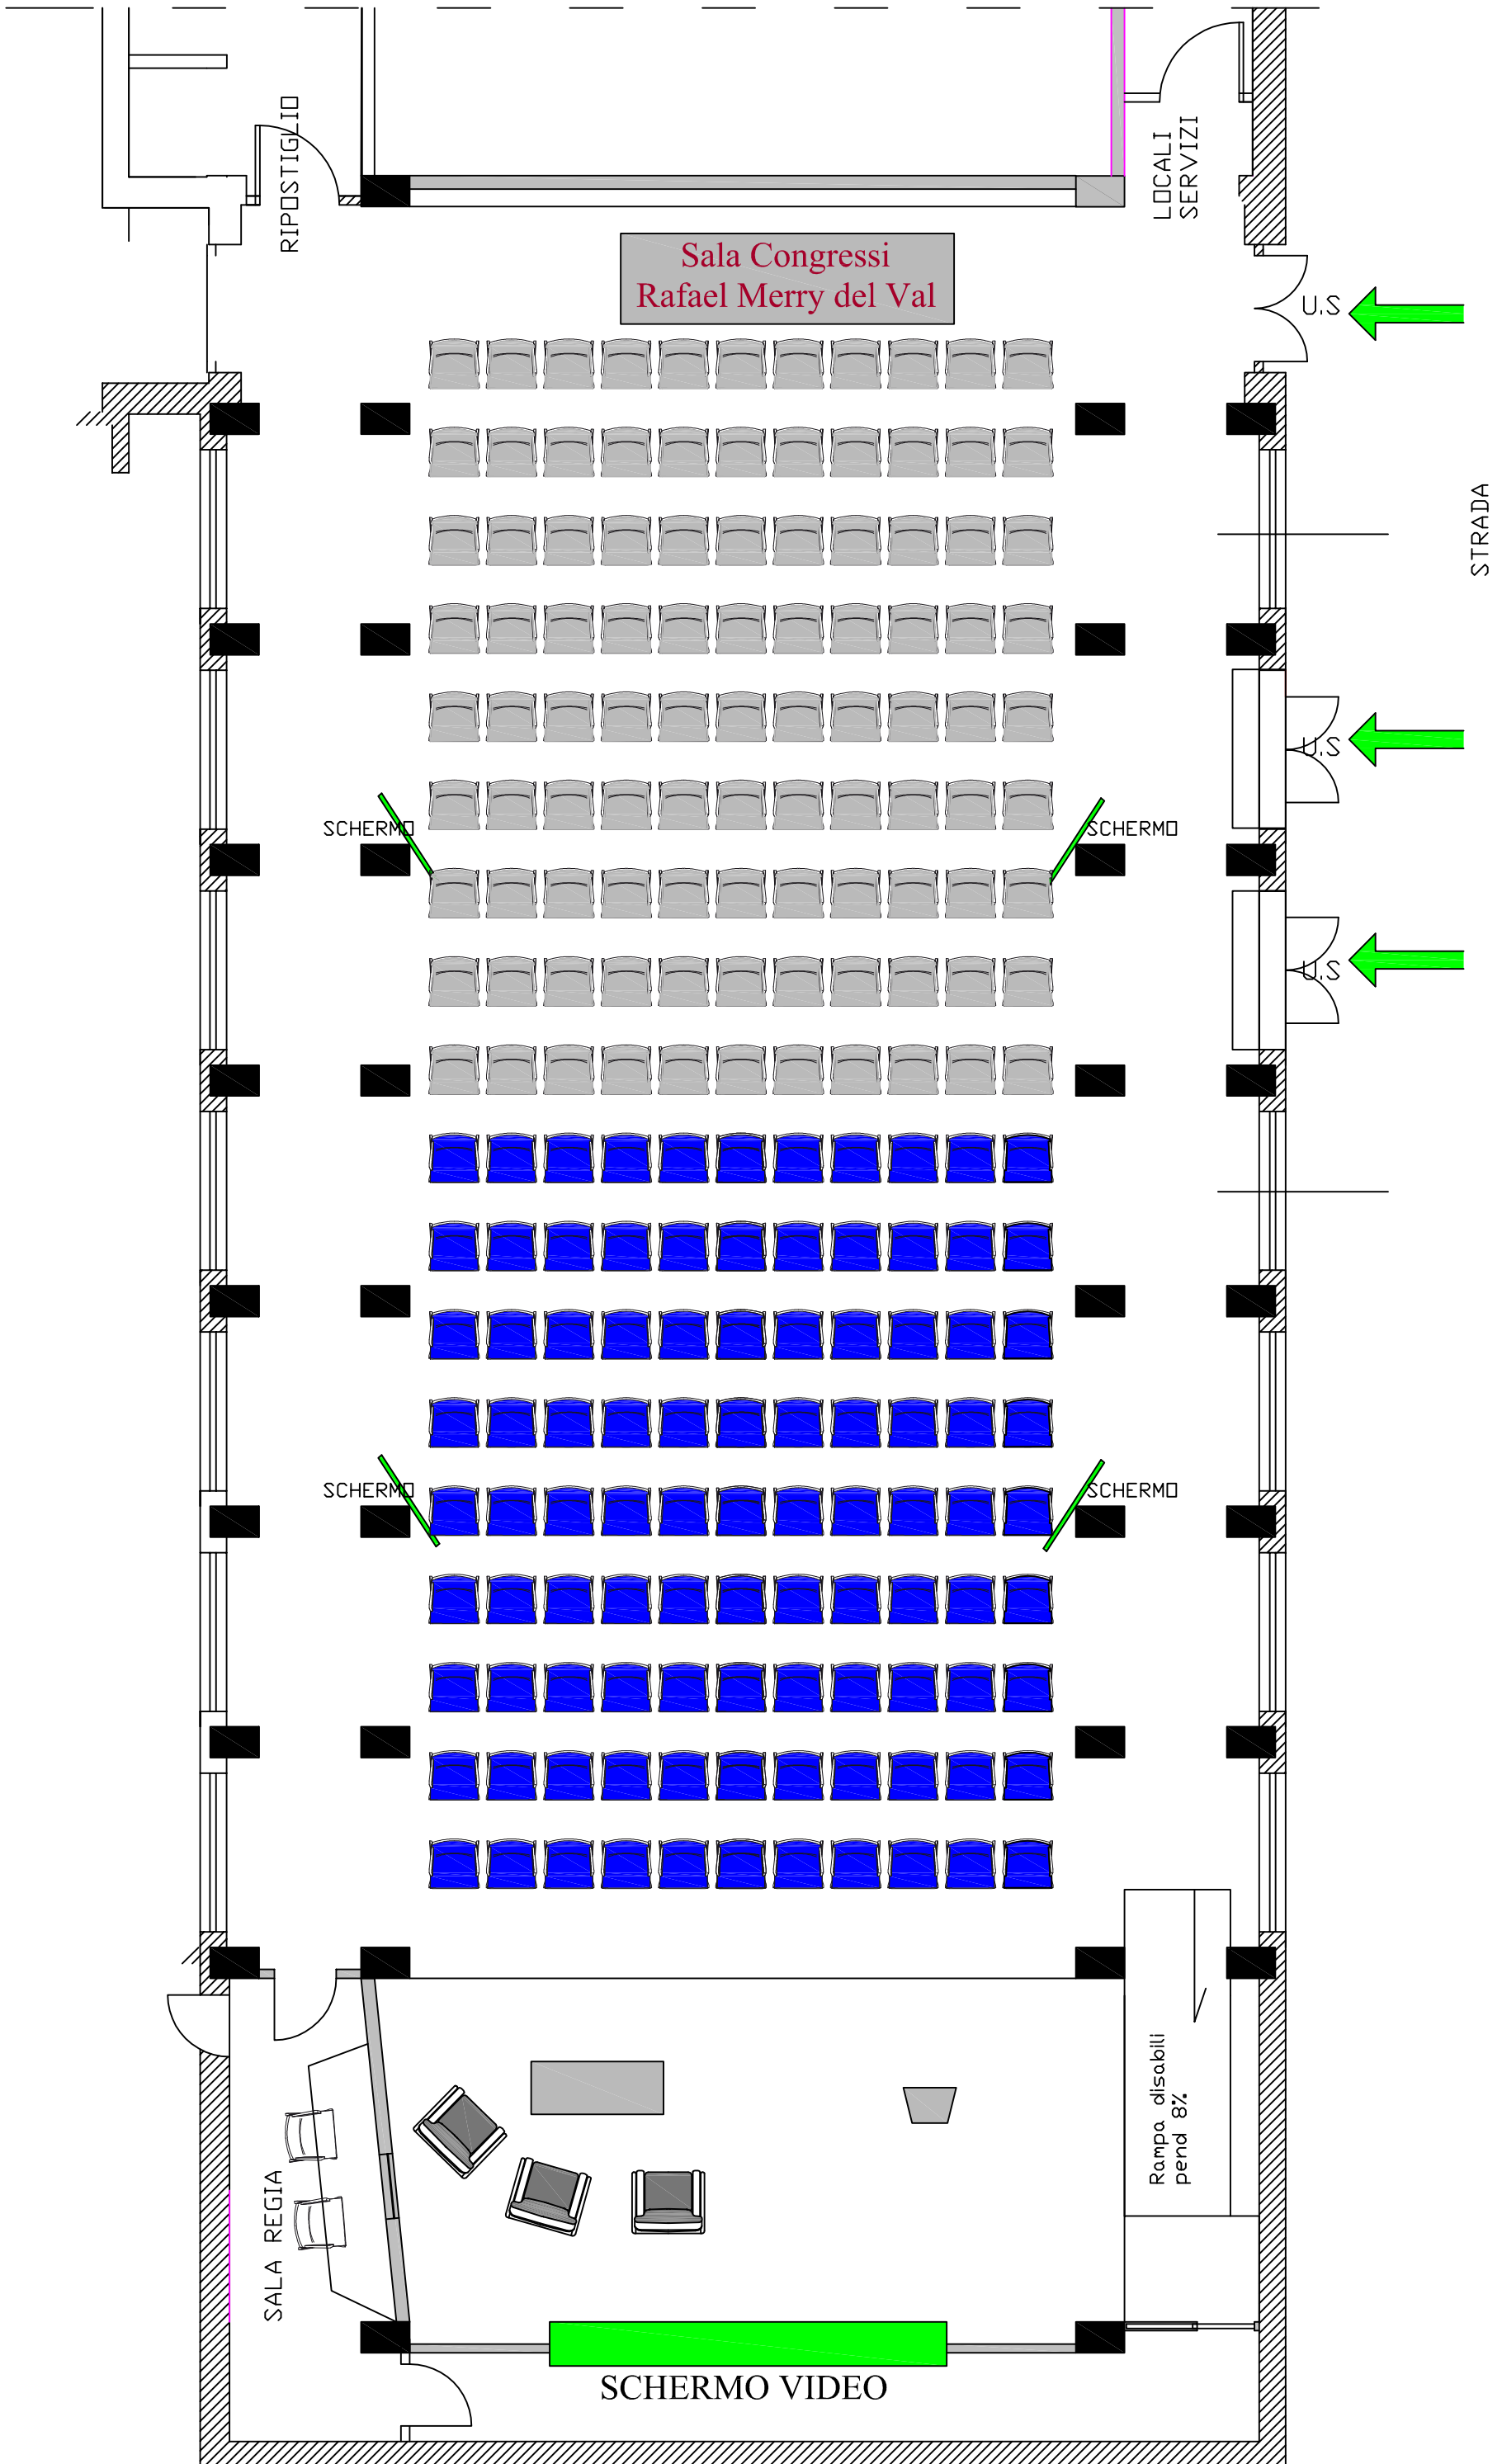 RIPOSTIGLIO
LOCALI
SERVIZI
Sala Congressi
Rafael Merry del Val
U.S
STRADA
U.S
SCHERMO
SCHERMO
U.S
SCHERMO
SCHERMO
Rampa disabili
pend 8%
SALA REGIA
SCHERMO VIDEO